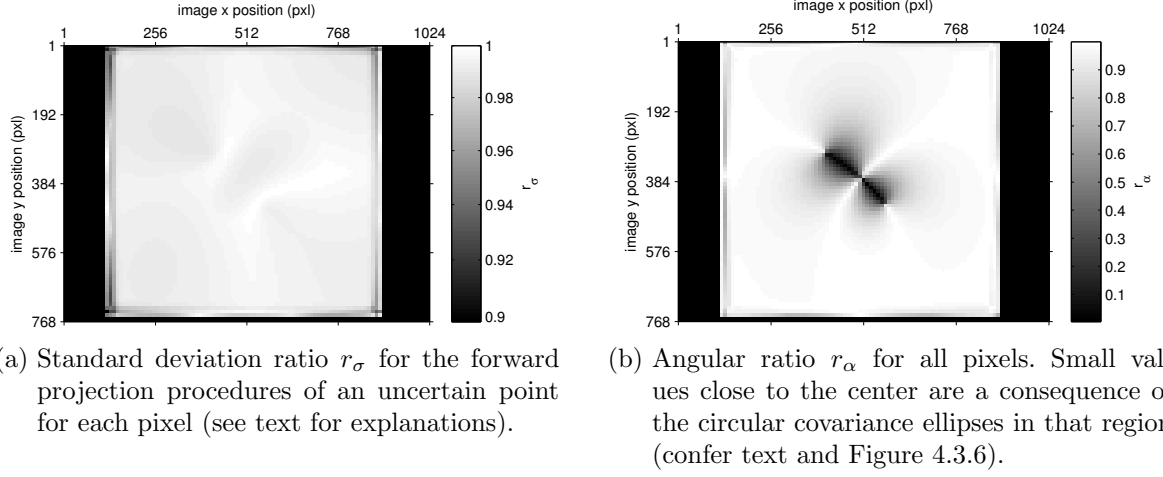 image x position (pxl)
1 256 512 768 1024
1
192
384
576
768
image y position (pxl)
1
0.98
0.96
0.94
0.92
0.9
rσ
(a) Standard deviation ratio rσ for the forward
projection procedures of an uncertain point
for each pixel (see text for explanations).
image x position (pxl)
1 256 512 768 1024
1
192
384
576
768
image y position (pxl)
0.9
0.8
0.7
0.6
0.5
0.4
0.3
0.2
0.1
rα
(b) Angular ratio rα for all pixels. Small val-
ues close to the center are a consequence of
the circular covariance ellipses in that region
(confer text and Figure 4.3.6).